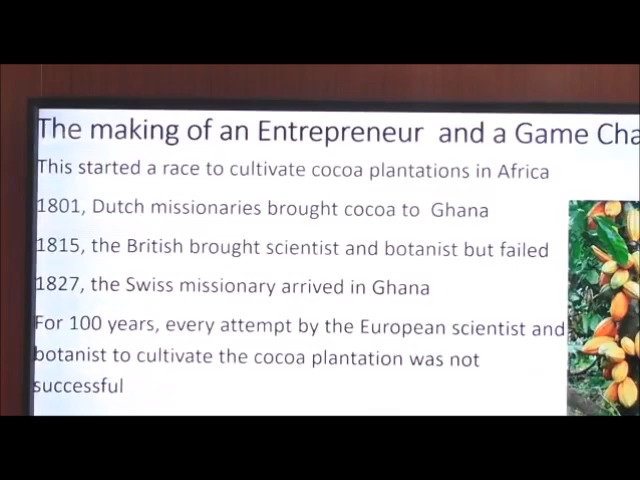 The making of an Entrepreneur and a Game Cha
This started a race to cultivate cocoa plantations in Africa
1801, Dutch missionaries brought cocoa to Ghana
1815, the British brought scientist and botanist but failed
1827, the Swiss missionary arrived in Ghana
For 100 years, every attempt by the European scientist and
botanist to cultivate the cocoa plantation was not
successful